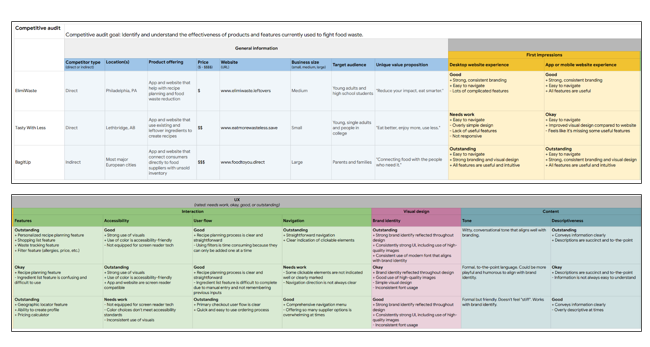 Competitive audit
Competitive audit goal: Identify and understand the effectiveness of products and features currently used to fight food waste.
General information
First impressions
Competitor type
(direct or indirect)
Location(s)
Product offering
Price
($ - $$$$)
Website
(URL)
Business size
(small, medium, large)
Target audience
Unique value proposition
Desktop website experience
App or mobile website experience
ElimiWaste
Direct
Philadelphia, PA
App and website
that help with recipe
planning and food
waste reduction
$
www.elimiwaste.leftovers
Medium
Young adults and
high school students
"Reduce your impact, eat smarter."
Good
+ Strong, consistent branding
+ Easy to navigate
- Lots of complicated features
Good
+ Strong, consistent branding
+ Easy to navigate
+ All features are useful
Tasty With Less
Direct
Lethbridge, AB
App and website
that use existing and
leftover ingredients to
create recipes
$$
www.eatmorewasteless.save
Small
Young, single adults
and people in
college
"Eat better, enjoy more, use less."
Needs work
+ Easy to navigate
- Overly simple design
- Lack of useful features
- Not responsive
Okay
+ Easy to navigate
+ Improved visual design compared to website
- Feels like it's missing some useful features
BagItUp
Indirect
Most major
European cities
App and website that
connect consumers
directly to food
suppliers with unsold
inventory
$$$
www.foodtoyou.direct
Large
Parents and families
"Connecting food with the people
who need it."
Outstanding
+ Easy to navigate
+ Strong branding and visual design
+ All features are useful and intuitive
Outstanding
+ Easy to navigate
+ Strong, consistent branding and visual design
+ All features are useful and intuitive
UX
(rated: needs work, okay, good, or outstanding)
Interaction
Visual design
Content
Features
Accessibility
User flow
Navigation
Brand identity
Tone
Descriptiveness
Outstanding
+ Personalized recipe planning feature
+ Shopping list feature
+ Waste tracking feature
+ Filter feature (allergies, price, etc.)
Good
+ Strong use of visuals
+ Use of color is accessibility-friendly
- Not equipped for screen reader tech
Good
+ Recipe planning process is clear and
straightforward
- Using filters is time consuming because they
can only be added one at a time
Outstanding
+ Straightforward navigation
+ Clear indication of clickable elements
Outstanding
+ Strong brand identity reflected throughout
design
+ Consistently strong UI, including use of high-
quality images
+ Consistent use of modern font that aligns
with brand identity
Witty, conversational tone that aligns well with
branding.
Outstanding
+ Conveys information clearly
+ Descriptions are succinct and to-the-point
Okay
+ Recipe planning feature
- Ingredient list feature is confusing and
difficult to use
Outstanding
+ Strong use of visuals
+ Use of color is accessibility-friendly
+ App and website are screen reader
compatible
Okay
+ Recipe planning process is clear and
straightforward
- Ingredient list feature is difficult to complete
due to manual entry and not remembering
previous inputs
Needs work
- Some clickable elements are not indicated
well or clearly marked
- Navigation direction is not always clear
Okay
+ Brand identity reflected throughout design
+ Consistently strong UI, including use of high-
quality images
- Simple visual design
- Inconsistent font usage
Formal, to-the-point language. Could be more
playful and humorous to align with brand
identity.
Good
+ Descriptions are succinct and to-the-point
- Information is not always easy to understand
Outstanding
+ Geographic locator feature
+ Ability to create profile
+ Pricing calculator
Needs work
- Not equipped for screen reader tech
- Color choices don't meet accessibility
standards
- Inconsistent use of visuals
Outstanding
+ Primary checkout user flow is clear
+ Quick and easy to use ordering process
Good
+ Comprehensive navigation menu
- Offering so many supplier options is
overwhelming at times
Good
+ Strong brand identity reflected throughout
design
+ Consistently strong UI, including use of high-
quality images
- Inconsistent font usage
Formal but friendly. Doesn't feel "stiff". Works
with brand identity.
Good
+ Conveys information clearly
- Overly descriptive at times